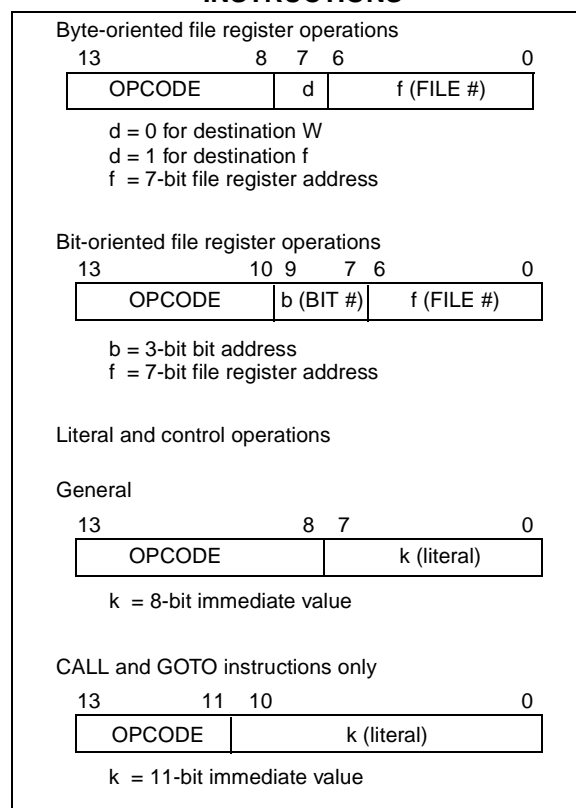 INSTRUCTIONS
Byte-oriented file register operations
13 8 7 6 0
OPCODE d f (FILE #)
d = 0 for destination W
d = 1 for destination f
f = 7-bit file register address
Bit-oriented file register operations
13 10 9 7 6 0
OPCODE b (BIT #) f (FILE #)
b = 3-bit bit address
f = 7-bit file register address
Literal and control operations
General
13 8 7 0
OPCODE k (literal)
k = 8-bit immediate value
CALL and GOTO instructions only
13 11 10 0
OPCODE k (literal)
k = 11-bit immediate value